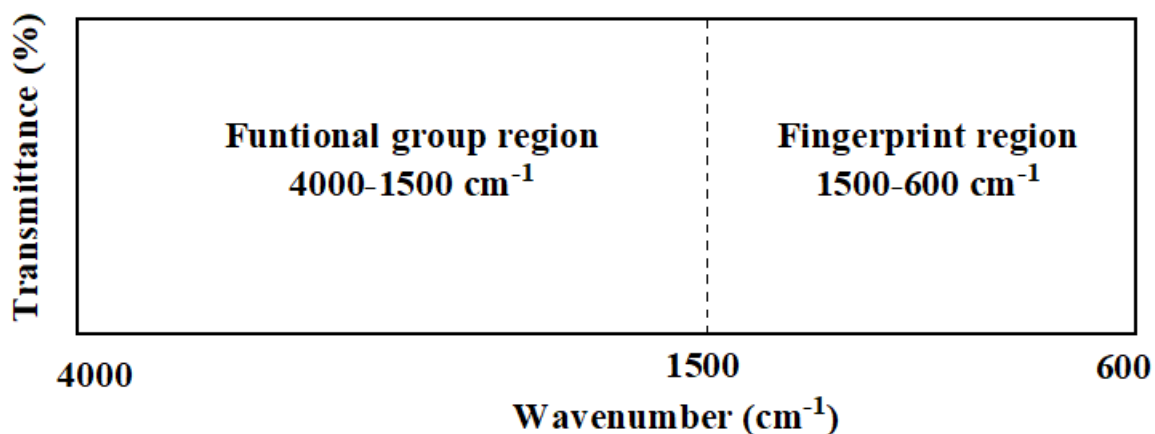 Transmittance (%)
Funtional group region
4000-1500 cm⁻¹
Fingerprint region
1500-600 cm⁻¹
4000
1500
600
Wavenumber (cm⁻¹)